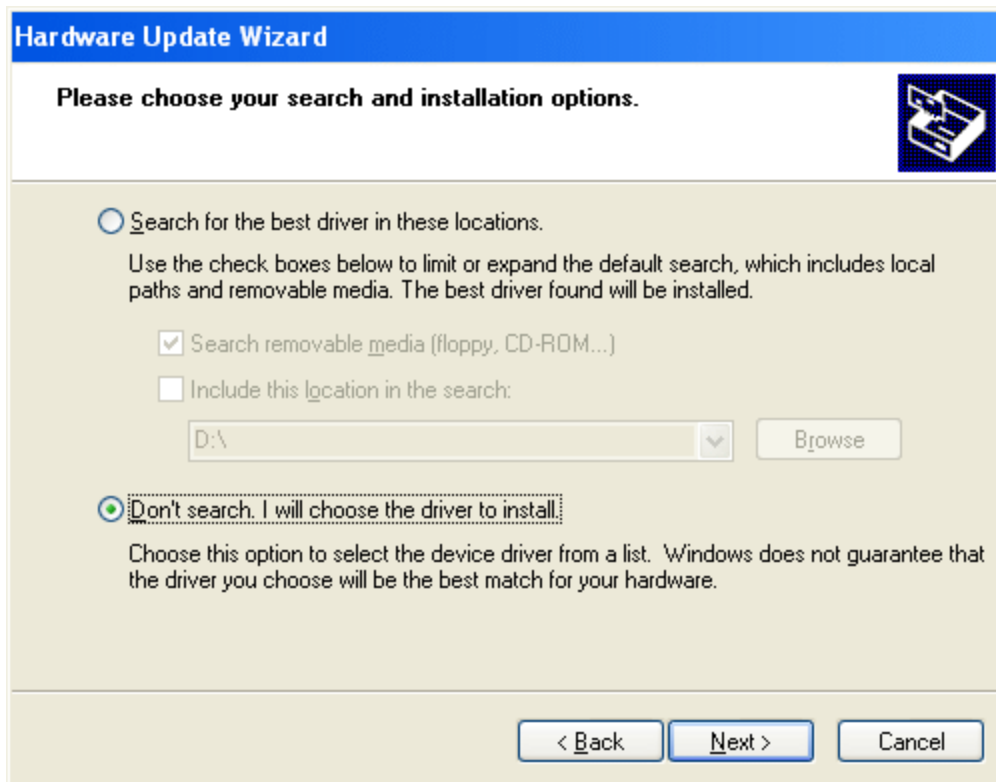 Hardware Update Wizard
Please choose your search and installation options.
Search for the best driver in these locations.
Use the check boxes below to limit or expand the default search, which includes local
paths and removable media. The best driver found will be installed.
Search removable media (floppy, CD-ROM...)
Include this location in the search:
D:\
Browse
Don't search. I will choose the driver to install.
Choose this option to select the device driver from a list.  Windows does not guarantee that
the driver you choose will be the best match for your hardware.
< Back
Next >
Cancel